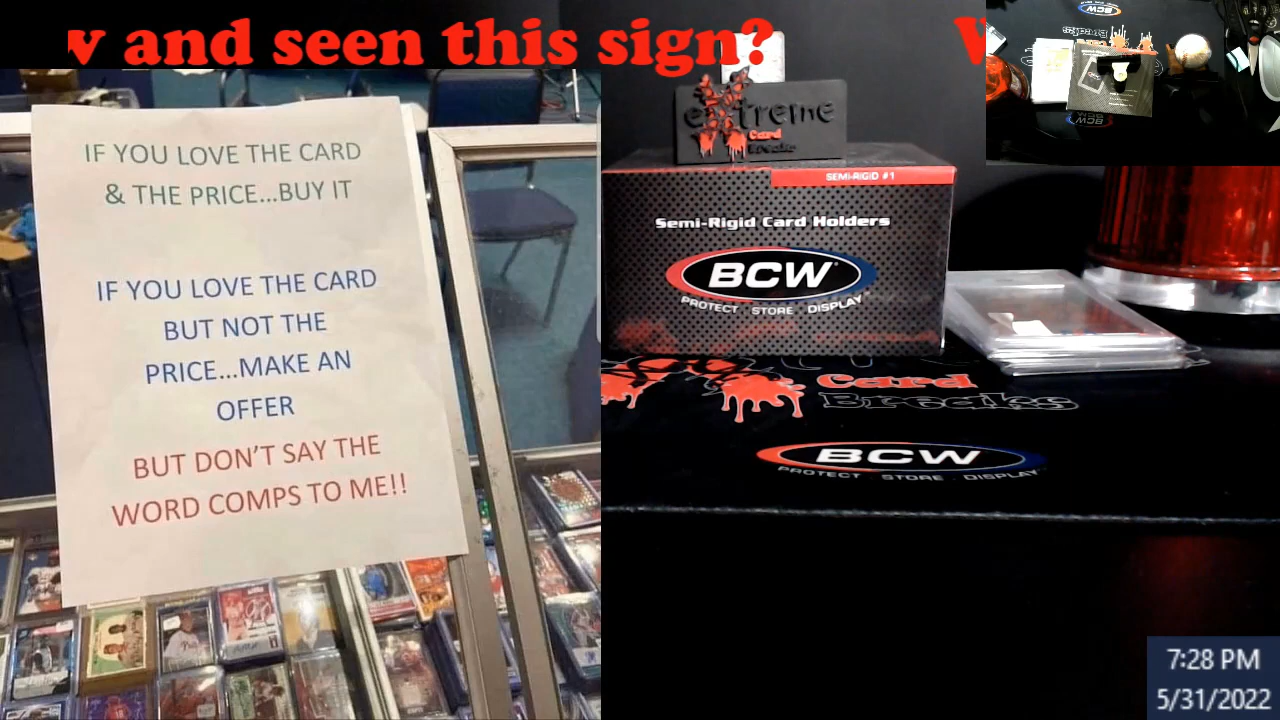 v and seen this sign?
IF YOU LOVE THE CARD
& THE PRICE...BUY IT
IF YOU LOVE THE CARD
BUT NOT THE
PRICE...MAKE AN
OFFER
BUT DON'T SAY THE
WORD COMPS TO ME!!
extreme
Card
Breaks
SEMI-RIGID #1
Semi-Rigid Card Holders
BCW
PROTECT STORE DISPLAY
Card
Breaks
BCW
PROTECT STORE DISPLAY
BCW
BCW
7:28 PM
5/31/2022